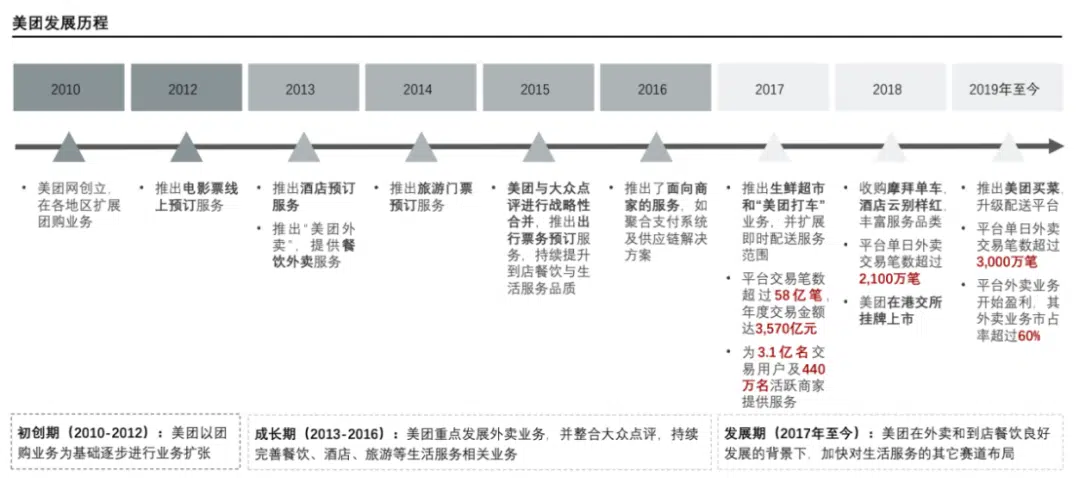 美团发展历程
2010
2012
2013
2014
2015
2016
2017
2018
2019年至今
• 美团网创立，
在各地区扩展
团购业务
• 推出电影票线
上预订服务
• 推出酒店预订
服务
• 推出“美团外
卖”，提供餐
饮外卖服务
• 推出旅游门票
预订服务
• 美团与大众点
评进行战略性
合并，推出出
行票务预订服
务，持续提升
到店餐饮与生
活服务品质
• 推出了面向商
家的服务，如
聚合支付系统
及供应链解决
方案
• 推出生鲜超市
和“美团打车”
业务，并扩展
即时配送服务
范围
• 平台交易笔数
超过58亿笔，
年度交易金额
达3,570亿元
• 为3.1亿名交
易用户及440
万名活跃商家
提供服务
• 收购摩拜单车，
酒店云别样红，
丰富服务品类
• 平台单日外卖
交易笔数超过
2,100万笔
• 美团在港交所
挂牌上市
• 推出美团买菜，
升级配送平台
• 平台单日外卖
交易笔数超过
3,000万笔
• 平台外卖业务
开始盈利，其
外卖业务市占
率超过60%
初创期（2010-2012）：美团以团
购业务为基础逐步进行业务扩张
成长期（2013-2016）：美团重点发展外卖业务，并整合大众点评，持续
完善餐饮、酒店、旅游等生活服务相关业务
发展期（2017年至今）：美团在外卖和到店餐饮良好
发展的背景下，加快对生活服务的其它赛道布局